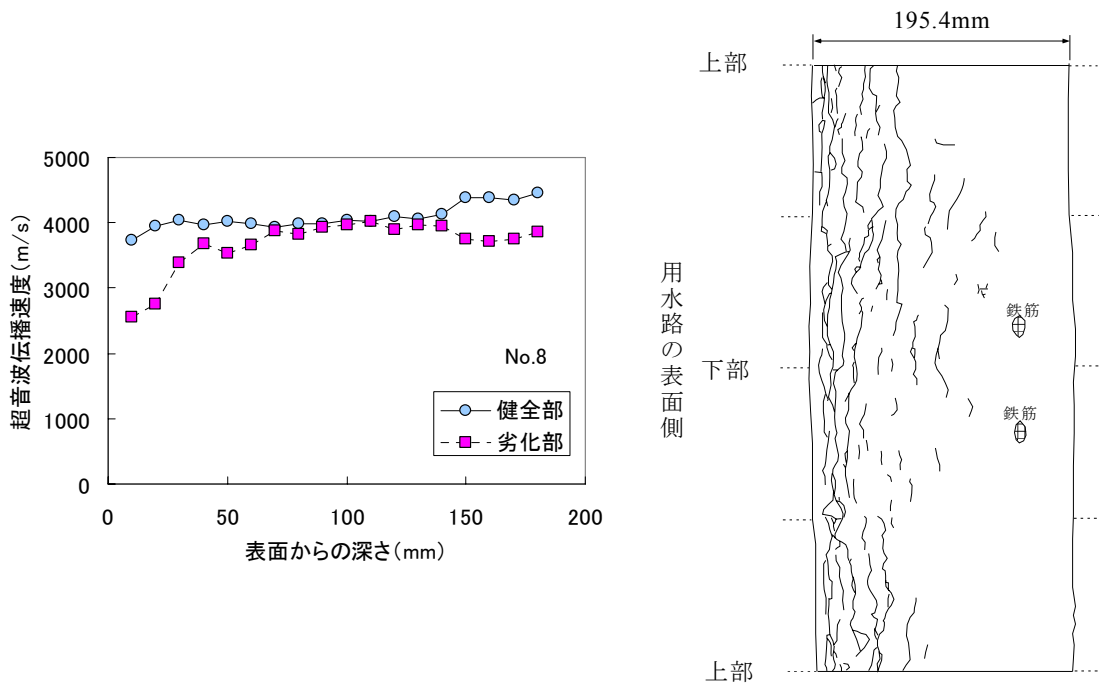 5000
4000
3000
2000
1000
0
超音波伝播速度(m/s)
No.8
健全部
劣化部
0
50
100
150
200
表面からの深さ(mm)
195.4mm
上部
用水路の表面側
鉄筋
下部
鉄筋
上部